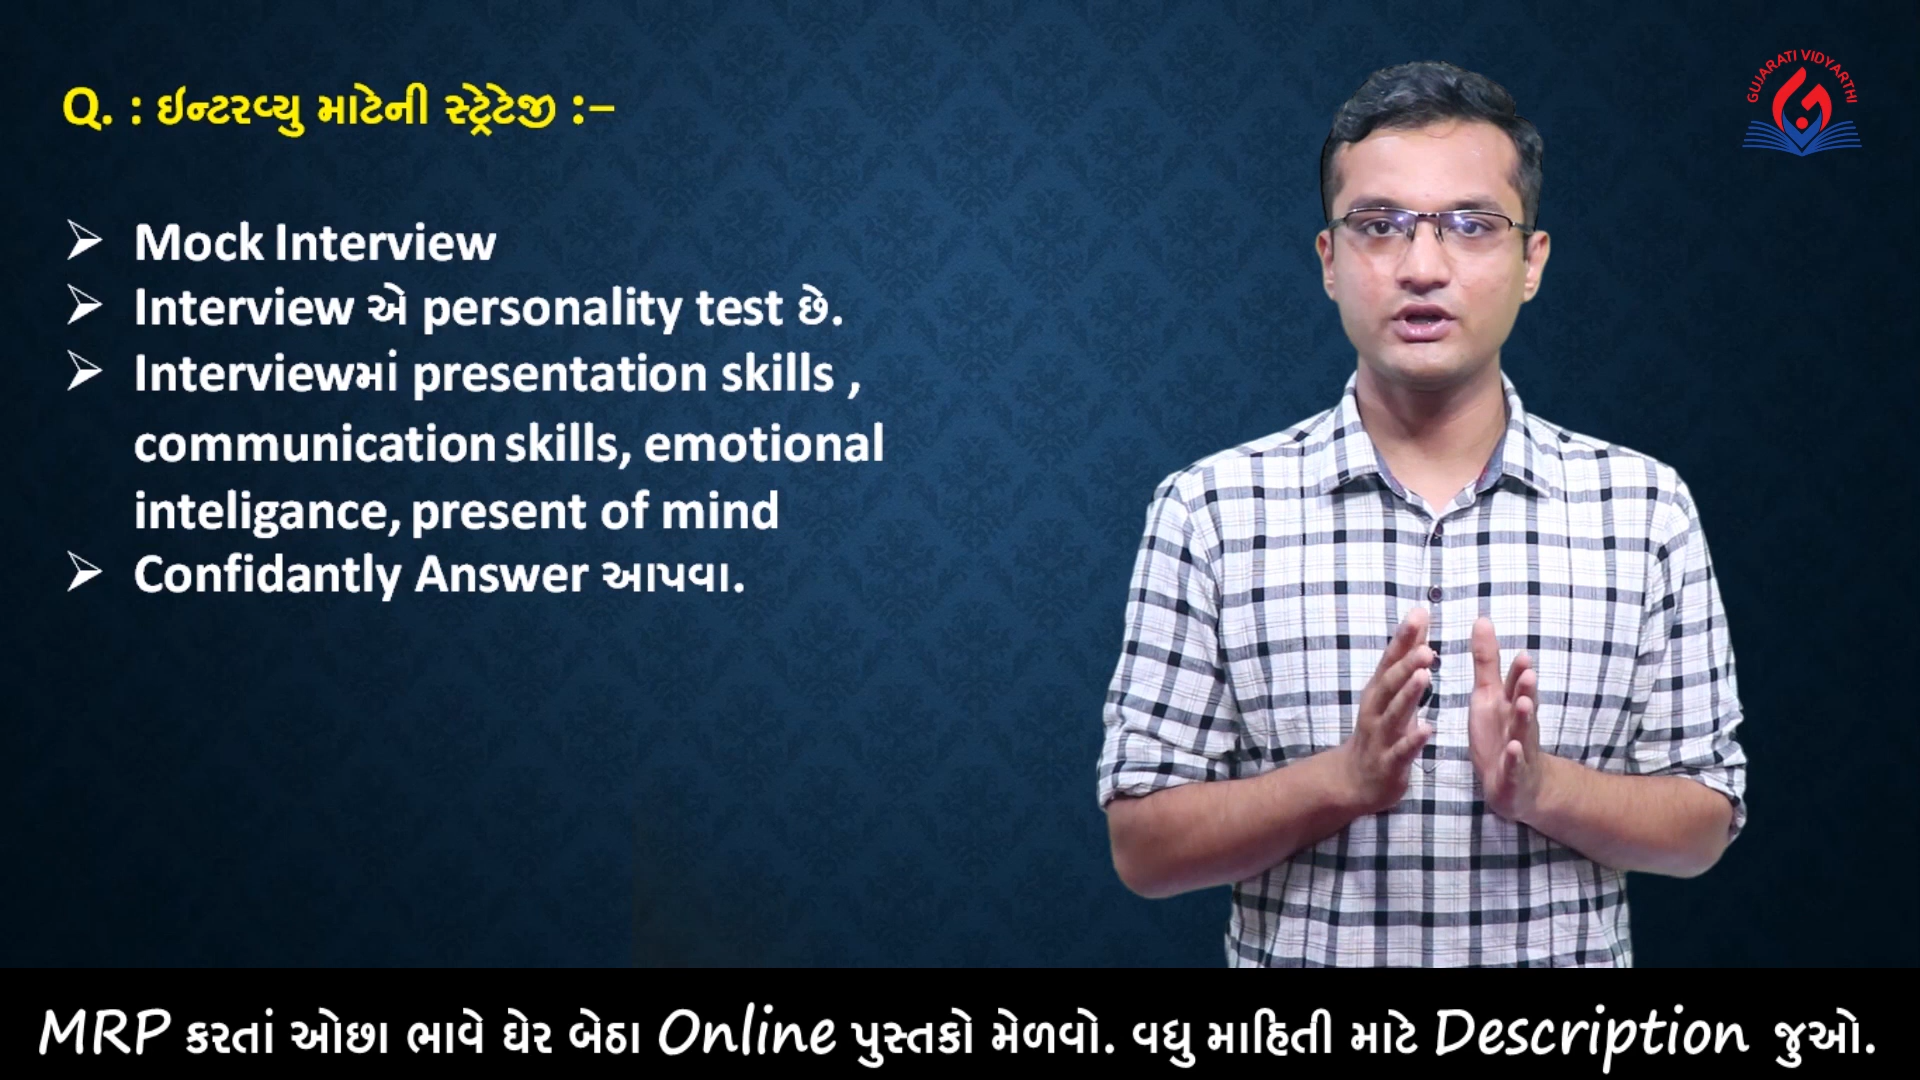 GUJARATI VIDYARTHI
Q. : ઇન્ટરવ્યુ માટેની સ્ટ્રેટેજી :–
➢ Mock Interview
➢ Interview એ personality test છે.
➢ Interviewમાં presentation skills ,
communication skills, emotional
inteligance, present of mind
➢ Confidantly Answer આપવા.
MRP કરતાં ઓછા ભાવે ઘેર બેઠા Online પુસ્તકો મેળવો. વધુ માહિતી માટે Description જુઓ.